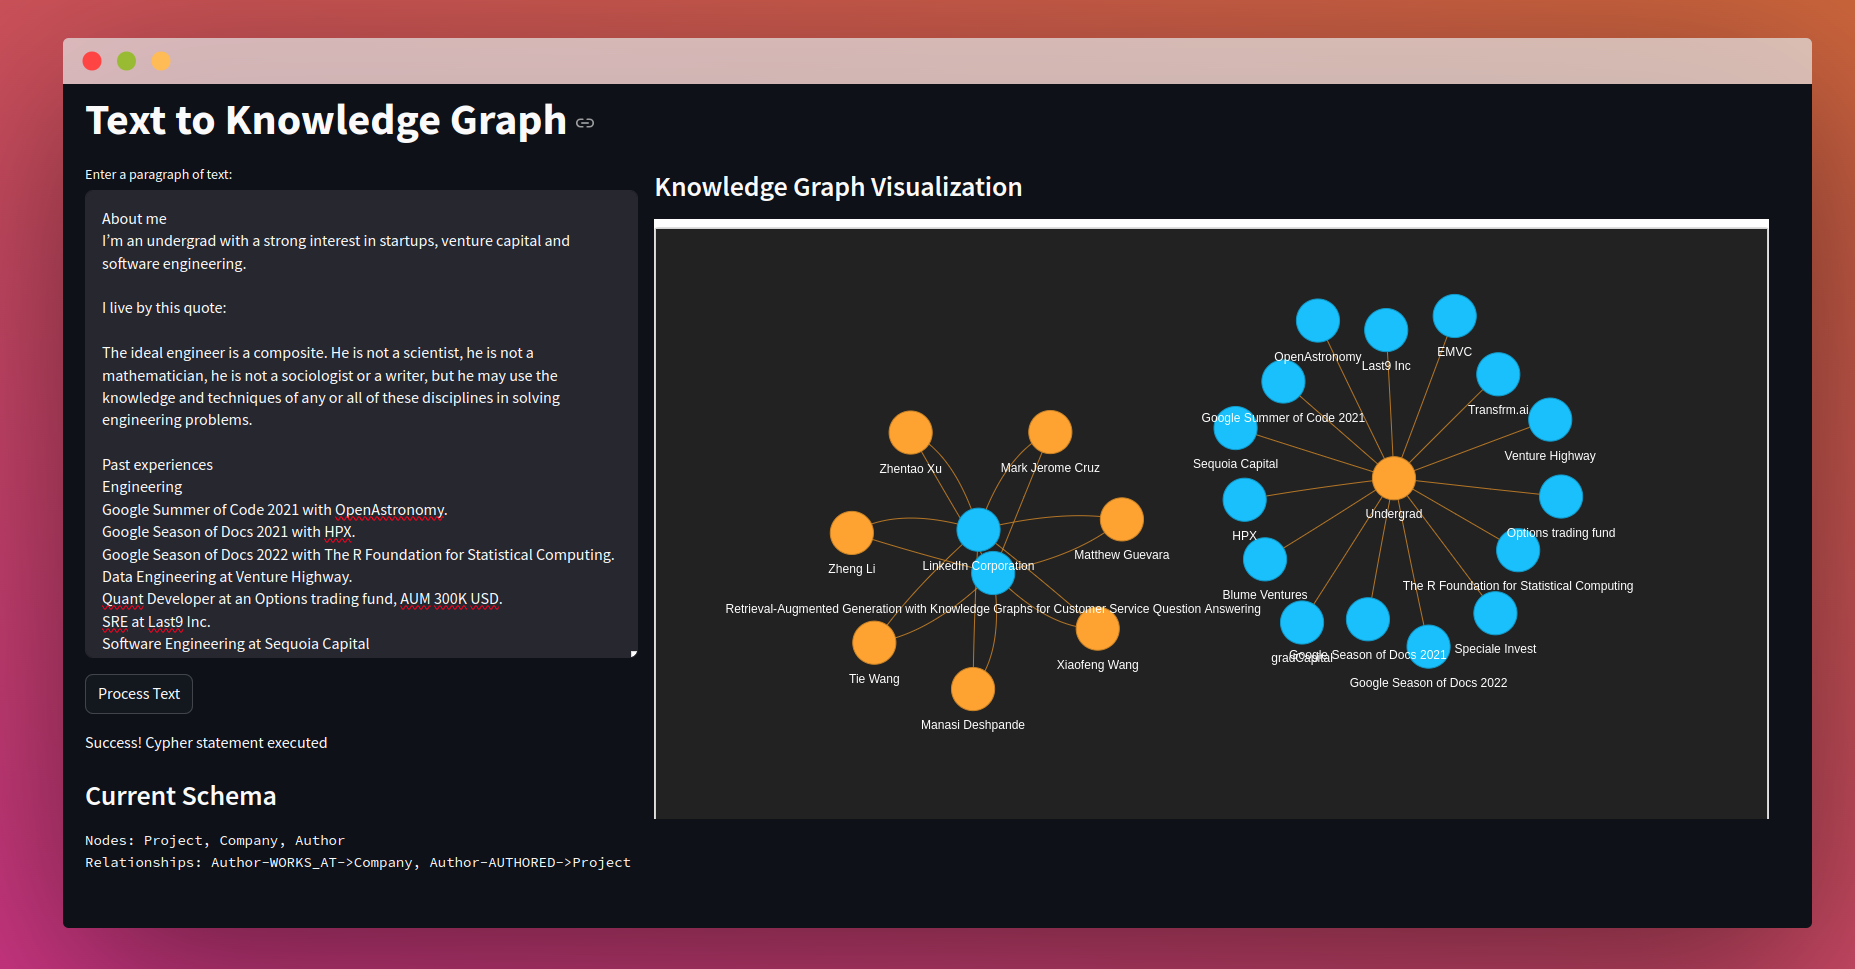 Text to Knowledge Graph
Enter a paragraph of text:
About me
I’m an undergrad with a strong interest in startups, venture capital and
software engineering.
I live by this quote:
The ideal engineer is a composite. He is not a scientist, he is not a
mathematician, he is not a sociologist or a writer, but he may use the
knowledge and techniques of any or all of these disciplines in solving
engineering problems.
Past experiences
Engineering
Google Summer of Code 2021 with OpenAstronomy.
Google Season of Docs 2021 with HPX.
Google Season of Docs 2022 with The R Foundation for Statistical Computing.
Data Engineering at Venture Highway.
Quant Developer at an Options trading fund, AUM 300K USD.
SRE at Last9 Inc.
Software Engineering at Sequoia Capital
Process Text
Success! Cypher statement executed
Current Schema
Nodes: Project, Company, Author
Relationships: Author-WORKS_AT->Company, Author-AUTHORED->Project
Knowledge Graph Visualization
Zhentao Xu
Mark Jerome Cruz
Zheng Li
LinkedIn Corporation
Matthew Guevara
Retrieval-Augmented Generation with Knowledge Graphs for Customer Service Question Answering
Tie Wang
Xiaofeng Wang
Manasi Deshpande
OpenAstronomy
Last9 Inc
EMVC
Google Summer of Code 2021
Transfrm.ai
Sequoia Capital
Venture Highway
Undergrad
HPX
Options trading fund
Blume Ventures
The R Foundation for Statistical Computing
gradCapital
Google Season of Docs 2021
Speciale Invest
Google Season of Docs 2022